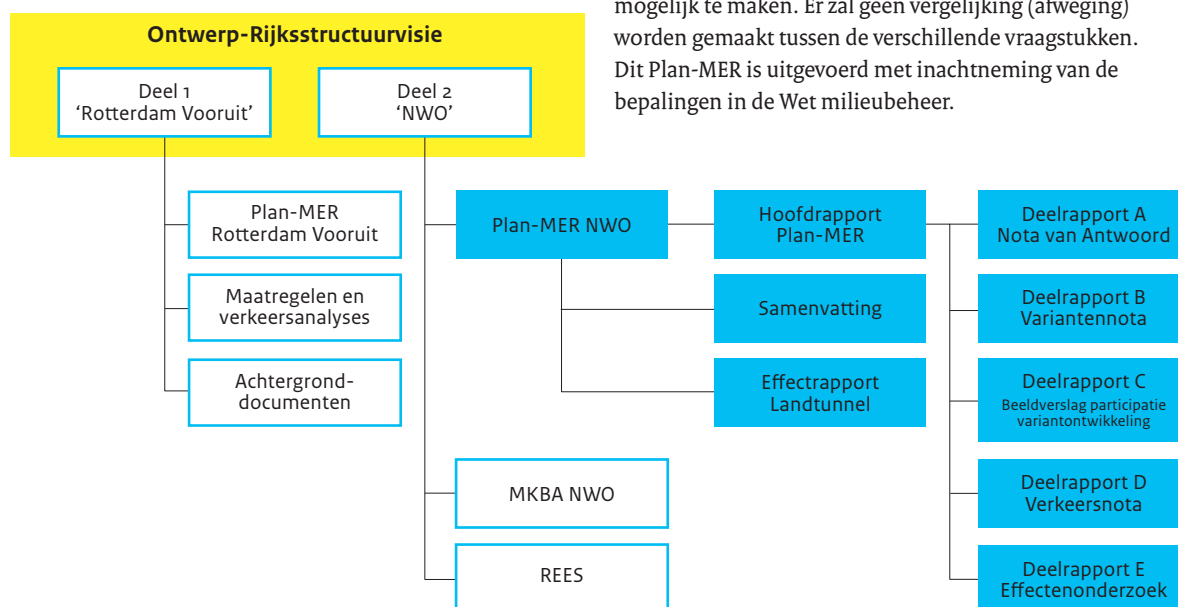 mogelijk te maken. Er zal geen vergelijking (afweging)
worden gemaakt tussen de verschillende vraagstukken.
Dit Plan-MER is uitgevoerd met inachtneming van de
bepalingen in de Wet milieubeheer.
Ontwerp-Rijksstructuurvisie
Deel 1
‘Rotterdam Vooruit’
Deel 2
‘NWO’
Plan-MER
Rotterdam Vooruit
Maatregelen en
verkeersanalyses
Achtergrond-
documenten
Plan-MER NWO
Hoofdrapport
Plan-MER
Samenvatting
Effectrapport
Landtunnel
MKBA NWO
REES
Deelrapport A
Nota van Antwoord
Deelrapport B
Variantennota
Deelrapport C
Beeldverslag participatie
variantontwikkeling
Deelrapport D
Verkeersnota
Deelrapport E
Effectenonderzoek